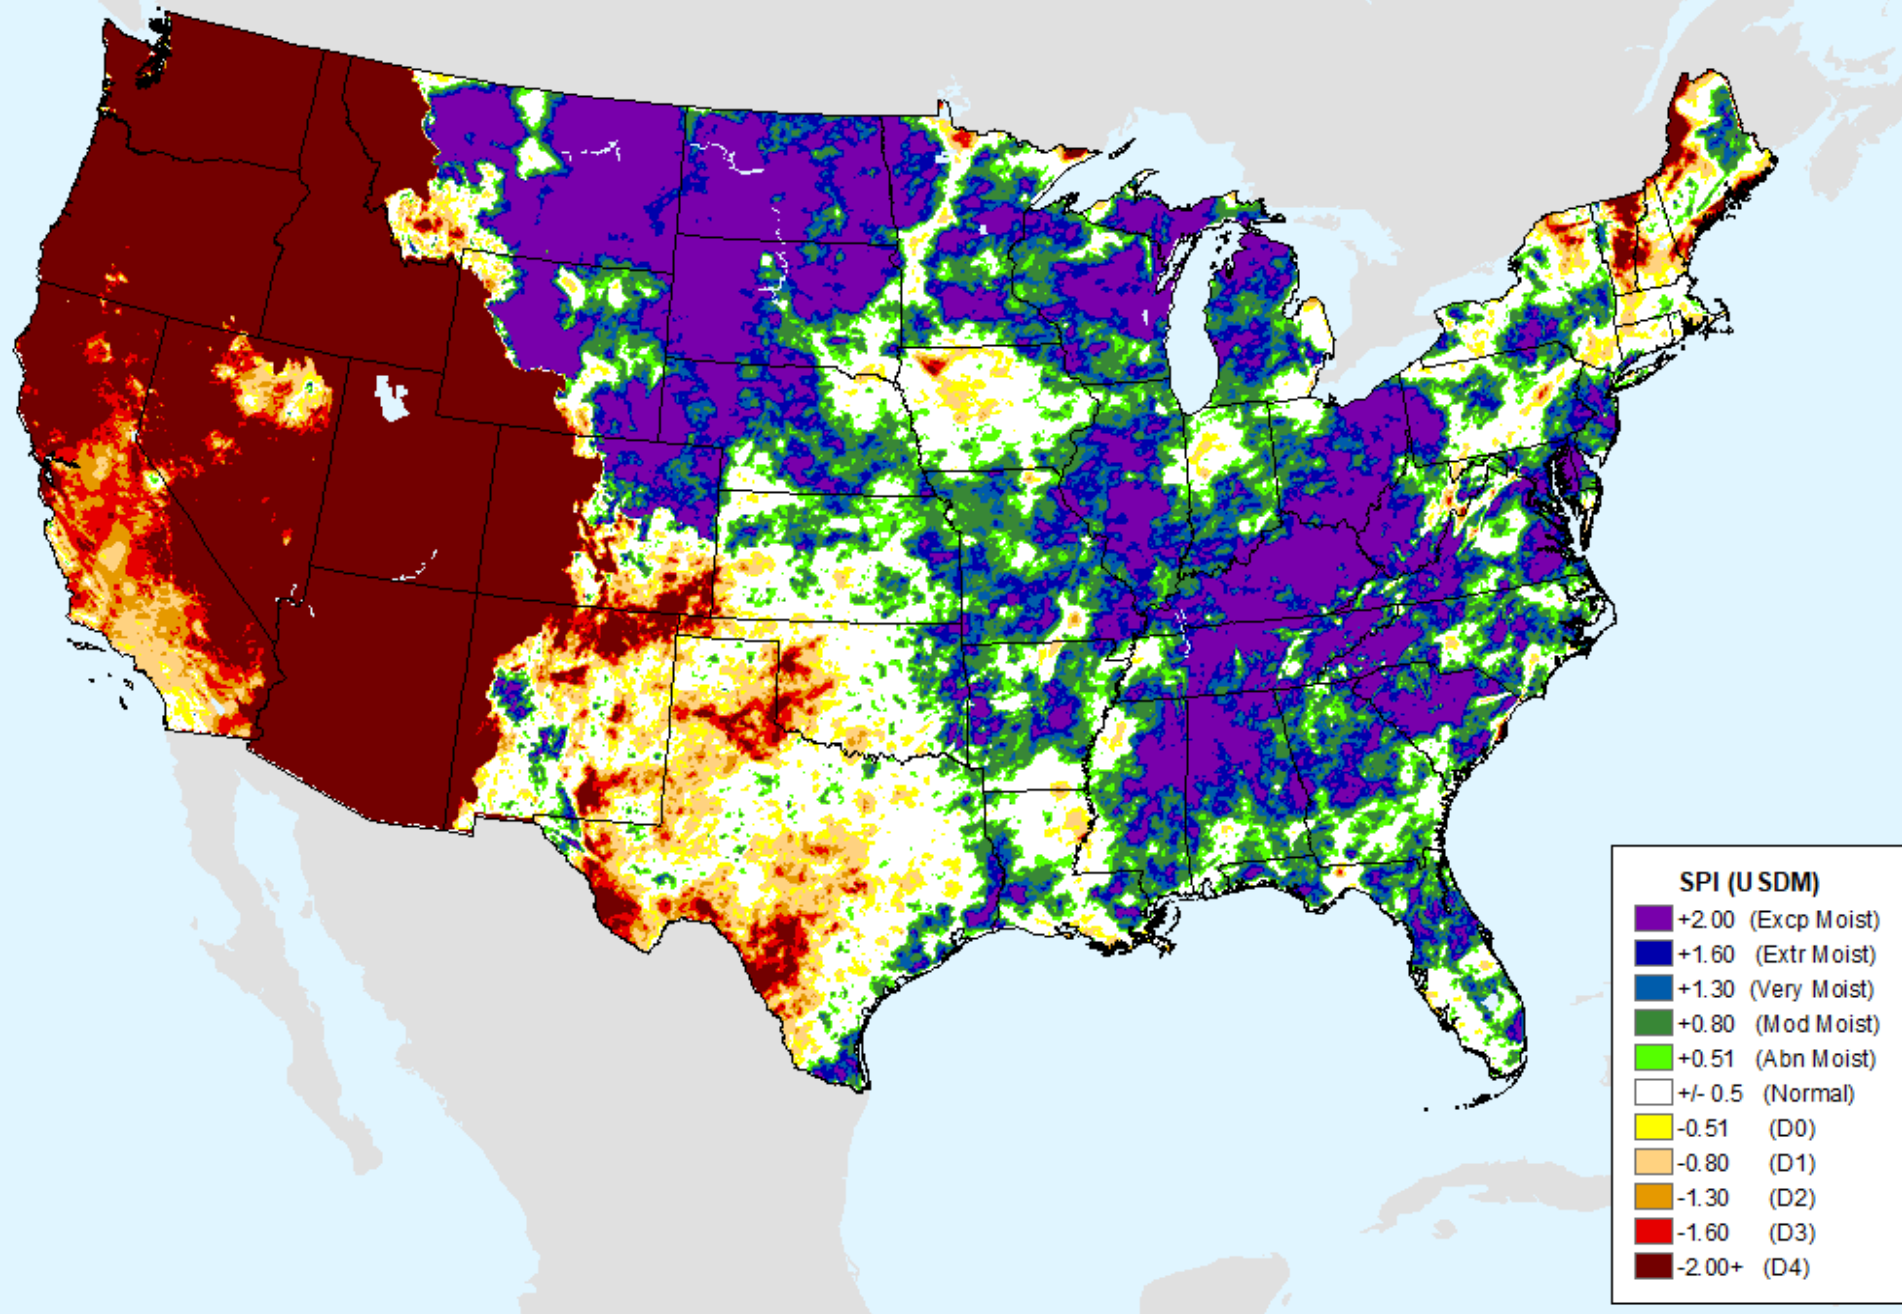 SPI (USDM)
+2.00 (Excp Moist)
+1.60 (Extr Moist)
+1.30 (Very Moist)
+0.80 (Mod Moist)
+0.51 (Abn Moist)
+/- 0.5 (Normal)
-0.51 (D0)
-0.80 (D1)
-1.30 (D2)
-1.60 (D3)
-2.00+ (D4)